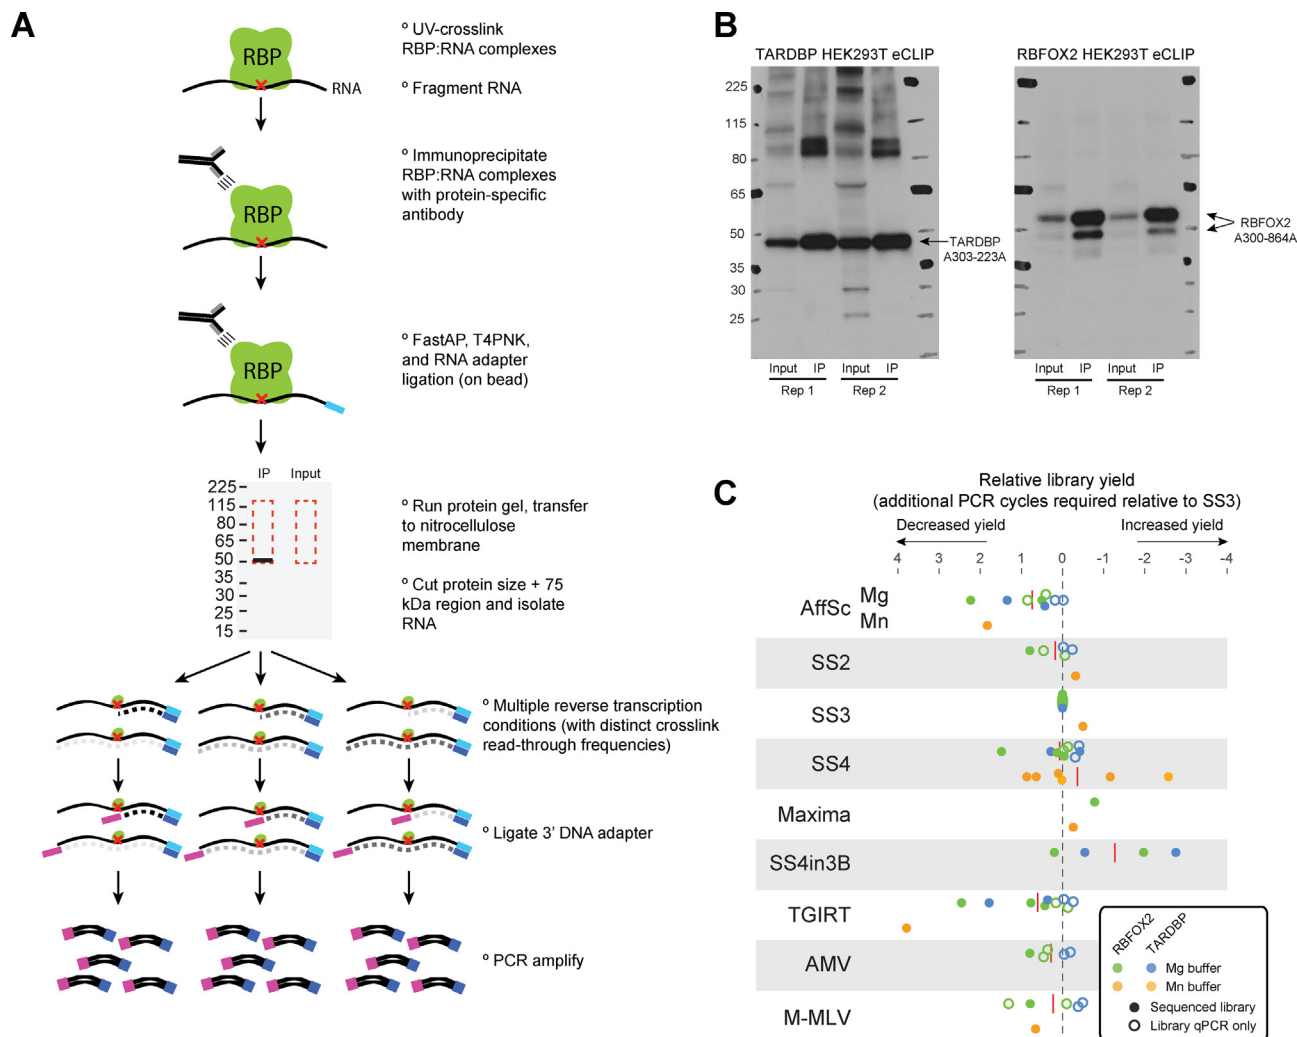 A
RBP
RNA
º UV-crosslink
RBP:RNA complexes
º Fragment RNA
RBP
º Immunoprecipitate
RBP:RNA complexes
with protein-specific
antibody
RBP
º FastAP, T4PNK,
and RNA adapter
ligation (on bead)
IP Input
225
115
80
65
50
35
30
25
15
º Run protein gel, transfer
to nitrocellulose
membrane
º Cut protein size + 75
kDa region and isolate
RNA
º Multiple reverse transcription
conditions (with distinct crosslink
read-through frequencies)
º Ligate 3' DNA adapter
º PCR amplify
B
TARDBP HEK293T eCLIP
225
115
80
65
50
35
30
25
TARDBP
A303-223A
Input IP Input IP
Rep 1 Rep 2
RBFOX2 HEK293T eCLIP
RBFOX2
A300-864A
Input IP Input IP
Rep 1 Rep 2
C
Relative library yield
(additional PCR cycles required relative to SS3)
Decreased yield Increased yield
4 3 2 1 0 -1 -2 -3 -4
AffSc Mg
Mn
SS2
SS3
SS4
Maxima
SS4in3B
TGIRT
AMV
M-MLV
RBFOX2 TARDBP
Mg buffer
Mn buffer
Sequenced library
Library qPCR only